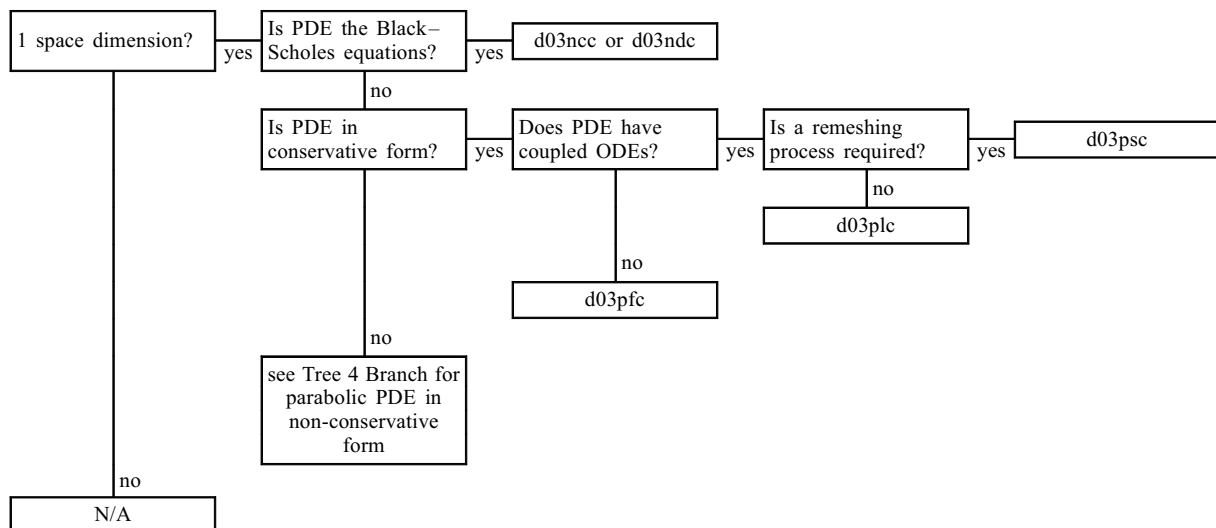 1 space dimension?
yes
Is PDE the Black–
Scholes equations?
yes
d03ncc or d03ndc
no
Is PDE in
conservative form?
yes
Does PDE have
coupled ODEs?
yes
Is a remeshing
process required?
yes
d03psc
no
d03plc
no
d03pfc
no
see Tree 4 Branch for
parabolic PDE in
non-conservative
form
no
N/A